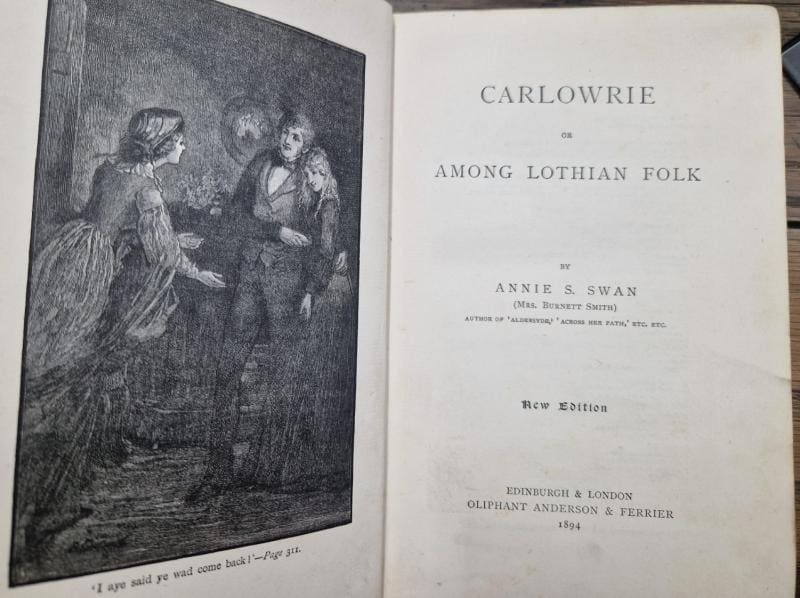 'I aye said ye wad come back!'—Page 311.
CARLOWRIE
OR
AMONG LOTHIAN FOLK
BY
ANNIE S. SWAN
(MRS. BURNETT SMITH)
AUTHOR OF 'ALDERSYDE,' 'ACROSS HER PATH,' ETC. ETC.
New Edition
EDINBURGH & LONDON
OLIPHANT ANDERSON & FERRIER
1894